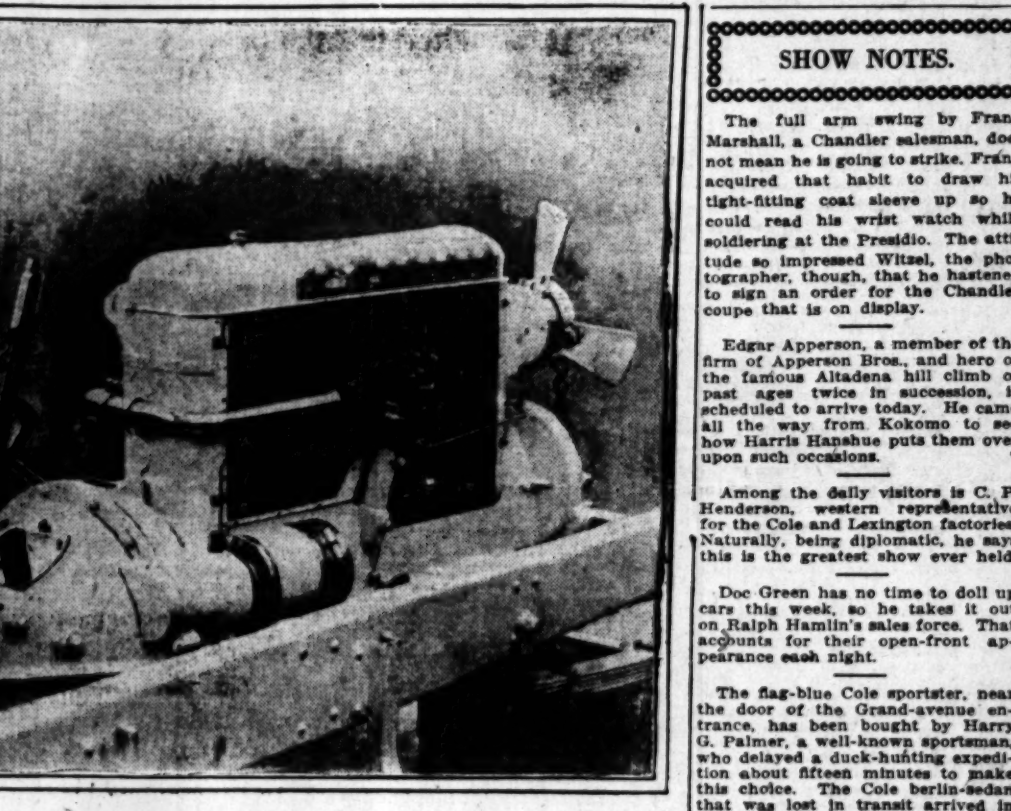 SHOW NOTES.
The full arm swing by Fran
Marshall, a Chandler salesman, doe
not mean he is going to strike. Fran
acquired that habit to draw hi
tight-fitting coat sleeve up so h
could read his wrist watch whil
soldiering at the Presidio. The atti
tude so impressed Witzel, the pho
tographer, though, that he hastene
to sign an order for the Chandle
coupe that is on display.
Edgar Apperson, a member of th
firm of Apperson Bros., and hero o
the famous Altadena hill climb o
past ages twice in succession, i
scheduled to arrive today. He cam
all the way from Kokomo to se
how Harris Hanshue puts them ove
upon such occasions.
Among the daily visitors is C. F
Henderson, western representative
for the Cole and Lexington factories
Naturally, being diplomatic, he say
this is the greatest show ever held
Doc Green has no time to doll up
cars this week, so he takes it out
on Ralph Hamlin's sales force. That
accounts for their open-front ap-
pearance each night.
The flag-blue Cole sportster, near
the door of the Grand-avenue en-
trance, has been bought by Harry
G. Palmer, a well-known sportsman,
who delayed a duck-hunting expedi-
tion about fifteen minutes to make
this choice. The Cole berlin-sedan
that was lost in transit arrived in